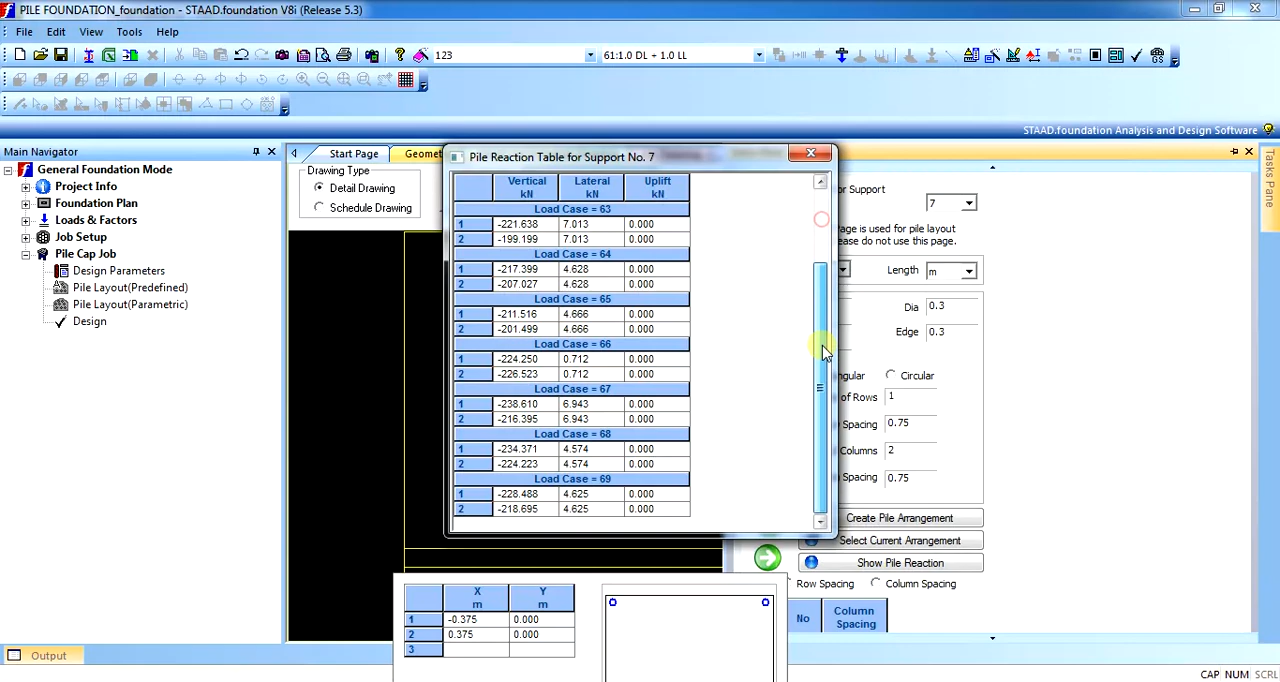 PILE FOUNDATION_foundation - STAAD.foundation V8i (Release 5.3)
File Edit View Tools Help
123
61:1.0 DL + 1.0 LL
STAAD.foundation Analysis and Design Software
Main Navigator
General Foundation Mode
Project Info
Foundation Plan
Loads & Factors
Job Setup
Pile Cap Job
Design Parameters
Pile Layout(Predefined)
Pile Layout(Parametric)
Design
Output
Start Page
Geomet
Drawing Type
Detail Drawing
Schedule Drawing
Pile Reaction Table for Support No. 7
Vertical kN Lateral kN Uplift kN
Load Case = 63
1 -221.638 7.013 0.000
2 -199.199 7.013 0.000
Load Case = 64
1 -217.399 4.628 0.000
2 -207.027 4.628 0.000
Load Case = 65
1 -211.516 4.666 0.000
2 -201.499 4.666 0.000
Load Case = 66
1 -224.250 0.712 0.000
2 -226.523 0.712 0.000
Load Case = 67
1 -238.610 6.943 0.000
2 -216.395 6.943 0.000
Load Case = 68
1 -234.371 4.574 0.000
2 -224.223 4.574 0.000
Load Case = 69
1 -228.488 4.625 0.000
2 -218.695 4.625 0.000
or Support 7
Page is used for pile layout
ease do not use this page.
Length m
Dia 0.3
Edge 0.3
ngular Circular
of Rows 1
Spacing 0.75
Columns 2
Spacing 0.75
Create Pile Arrangement
Select Current Arrangement
Show Pile Reaction
Row Spacing Column Spacing
No Column Spacing
X m Y m
1 -0.375 0.000
2 0.375 0.000
3
Tasks Pane
CAP NUM SCRL